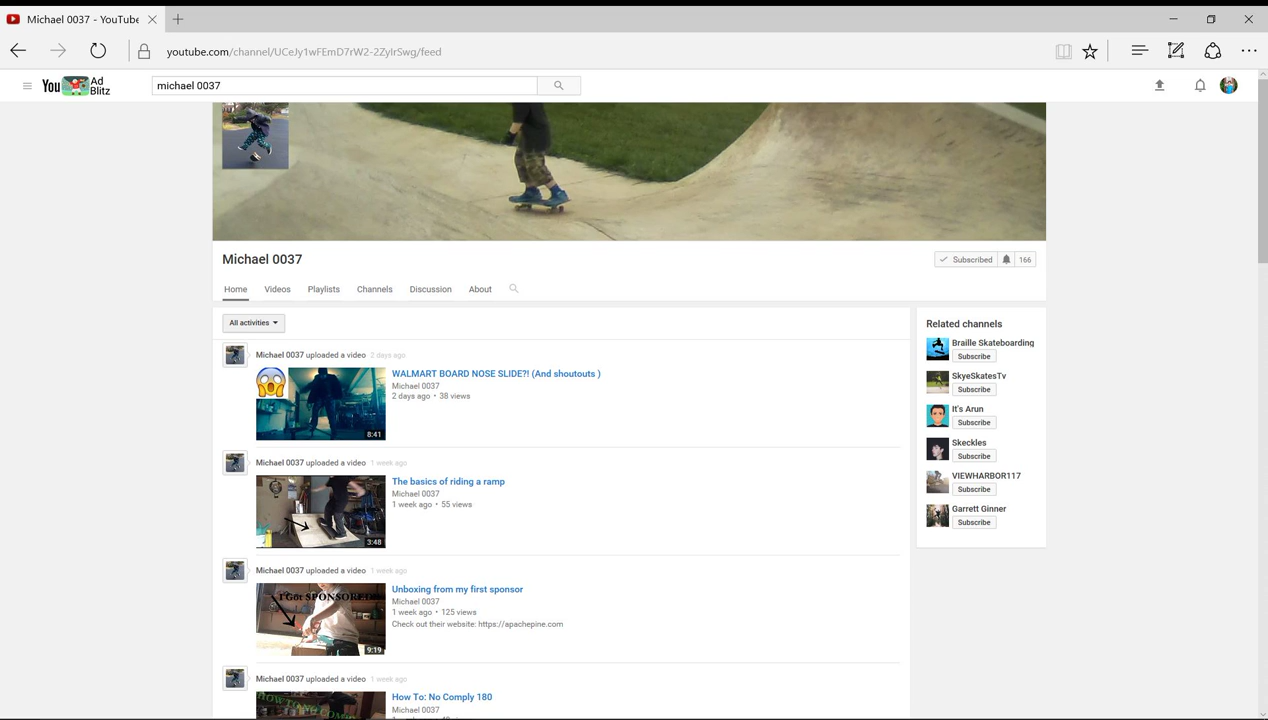 Michael 0037 - YouTube
youtube.com/channel/UCeJy1wFEmD7rW2-2ZyIrSwg/feed
You Ad Blitz
michael 0037
Michael 0037
Subscribed 166
Home Videos Playlists Channels Discussion About
All activities
Michael 0037 uploaded a video 2 days ago
WALMART BOARD NOSE SLIDE?! (And shoutouts )
Michael 0037
2 days ago • 38 views
8:41
Michael 0037 uploaded a video 1 week ago
The basics of riding a ramp
Michael 0037
1 week ago • 55 views
3:48
Michael 0037 uploaded a video 1 week ago
I Got SPONSORED
Unboxing from my first sponsor
Michael 0037
1 week ago • 125 views
Check out their website: https://apachepine.com
9:19
Michael 0037 uploaded a video 1 week ago
How To: No Comply 180
Michael 0037
Related channels
Braille Skateboarding
Subscribe
SkyeSkatesTv
Subscribe
It's Arun
Subscribe
Skeckles
Subscribe
VIEWHARBOR117
Subscribe
Garrett Ginner
Subscribe